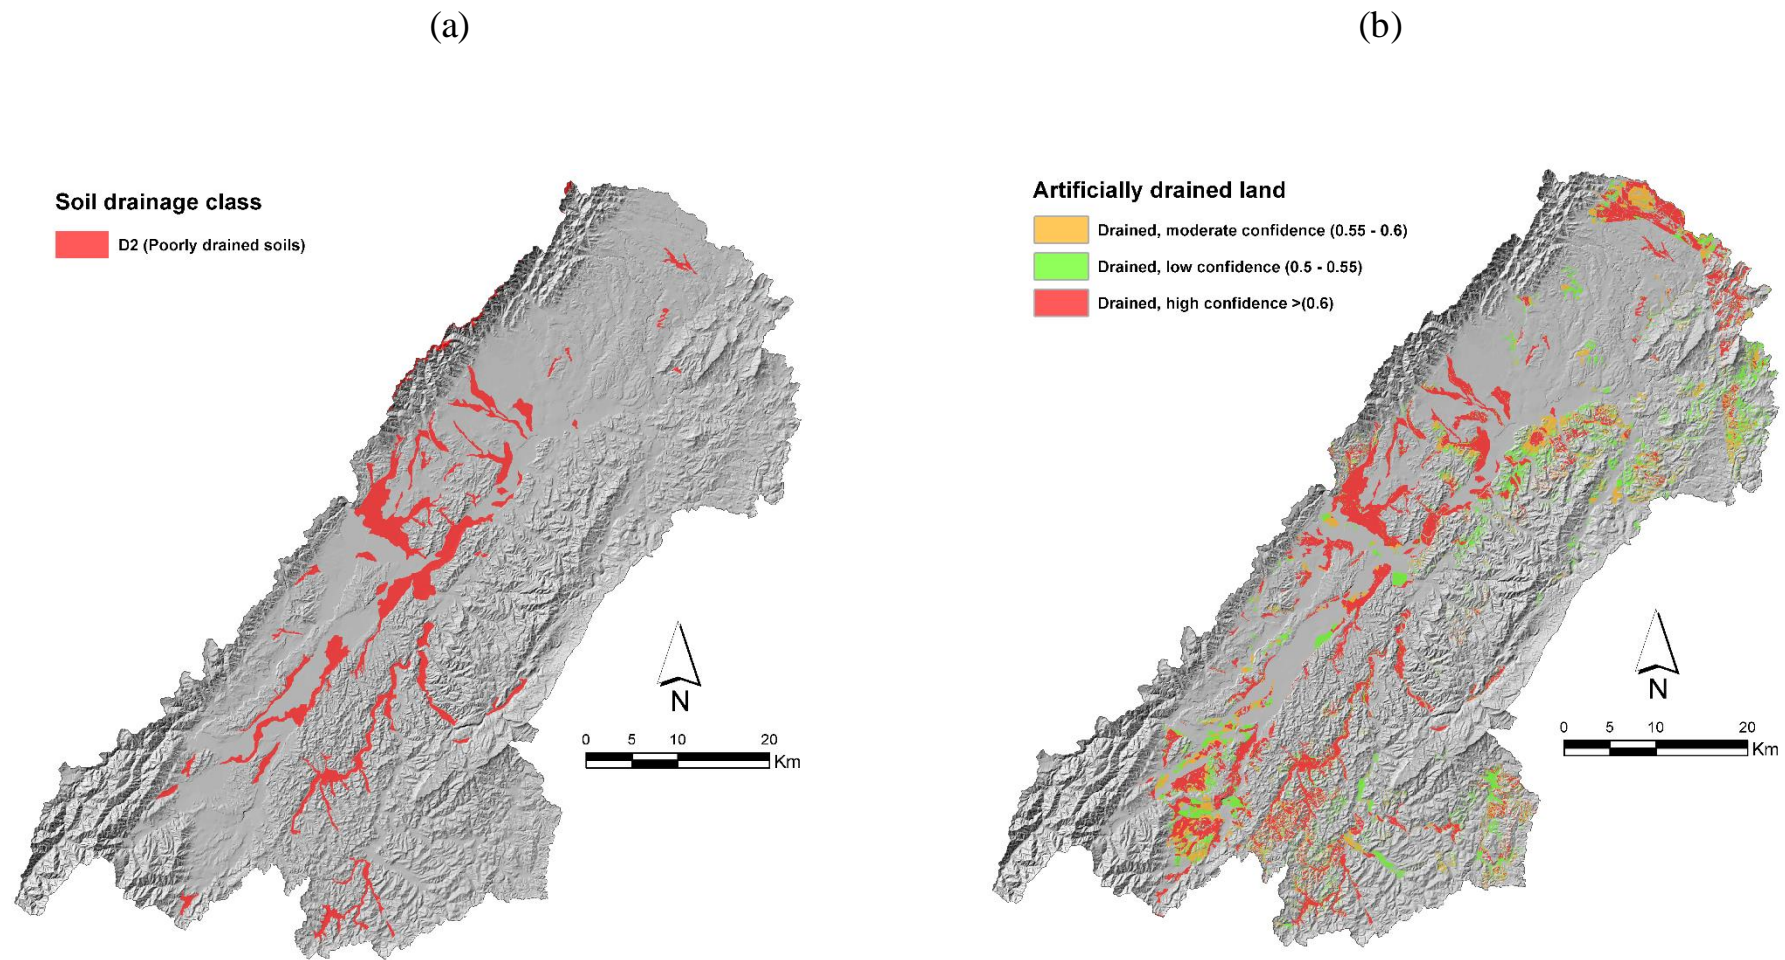 (a)
(b)
Soil drainage class
D2 (Poorly drained soils)
N
0 5 10 20
Km
Artificially drained land
Drained, moderate confidence (0.55 - 0.6)
Drained, low confidence (0.5 - 0.55)
Drained, high confidence >(0.6)
N
0 5 10 20
Km